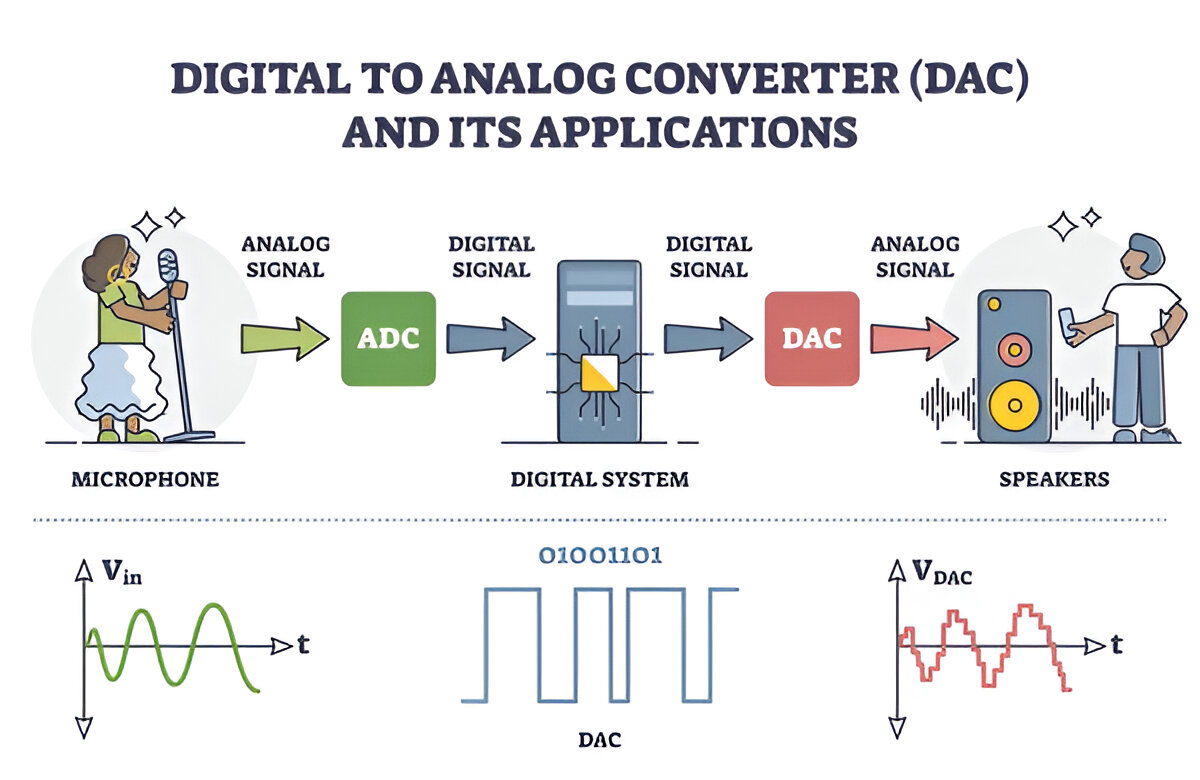 DIGITAL TO ANALOG CONVERTER (DAC)
AND ITS APPLICATIONS
ANALOG
SIGNAL
DIGITAL
SIGNAL
DIGITAL
SIGNAL
ANALOG
SIGNAL
ADC
DAC
MICROPHONE
DIGITAL SYSTEM
SPEAKERS
01001101
Vin
t
VDAC
t
DAC